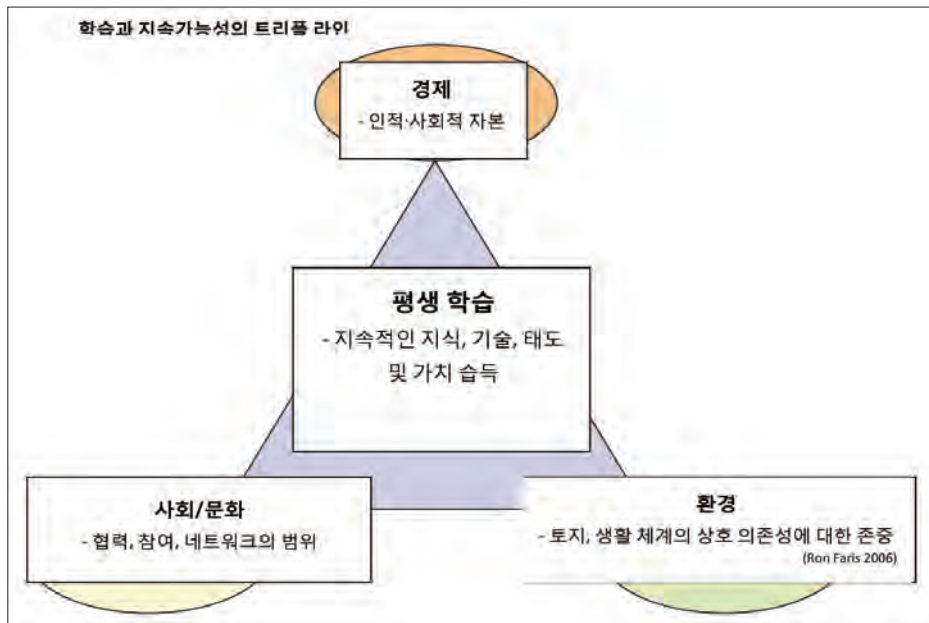 학습과 지속가능성의 트리플 라인
경제
- 인적·사회적 자본
평생 학습
- 지속적인 지식, 기술, 태도
및 가치 습득
사회/문화
- 협력, 참여, 네트워크의 범위
환경
- 토지, 생활 체계의 상호 의존성에 대한 존중
(Ron Faris 2006)